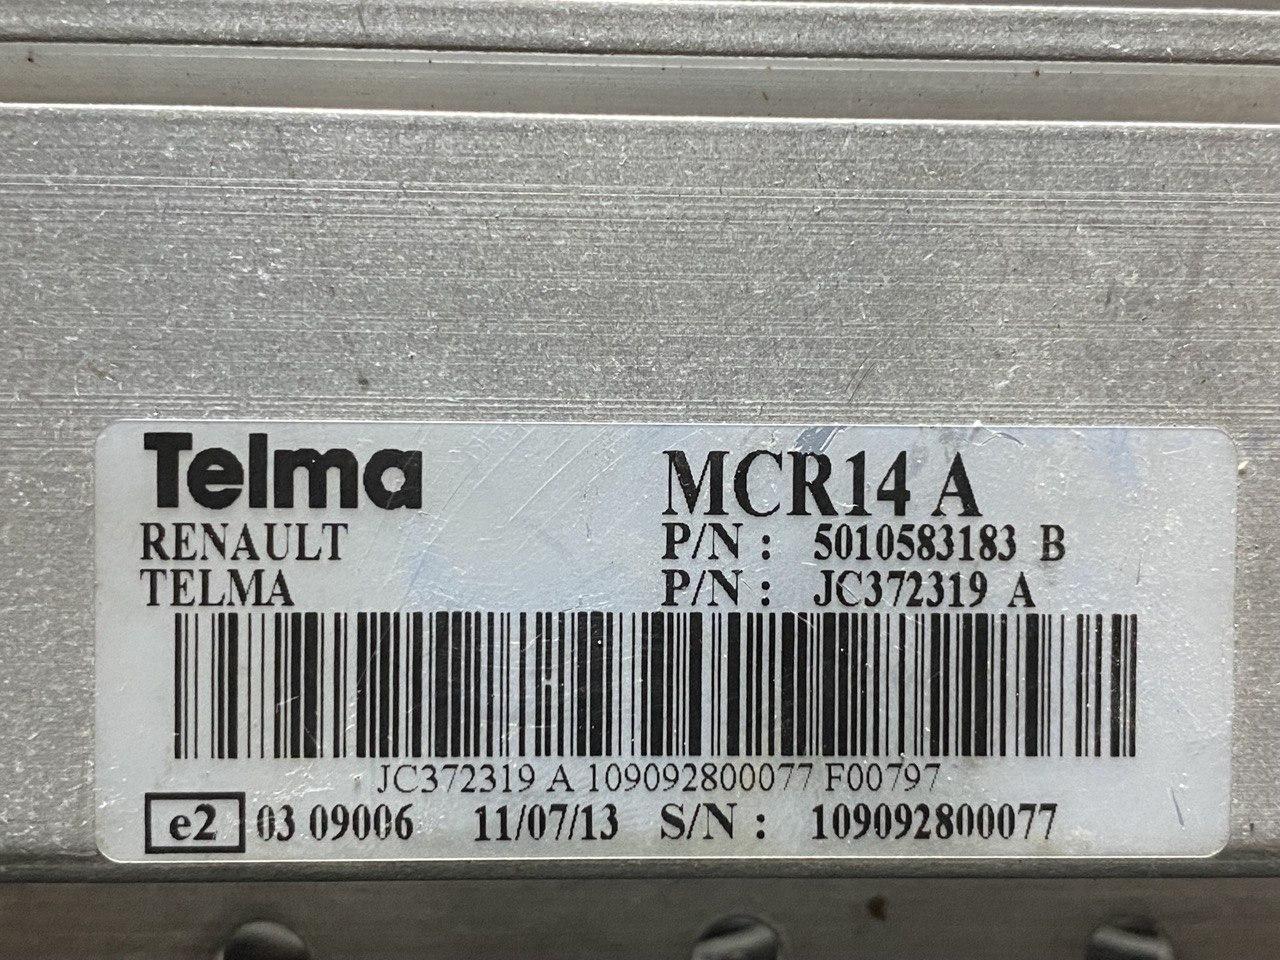 Telma MCR14 A
RENAULT P/N : 5010583183 B
TELMA P/N : JC372319 A
JC372319 A 109092800077 F00797
e2 03 09006 11/07/13 S/N : 109092800077